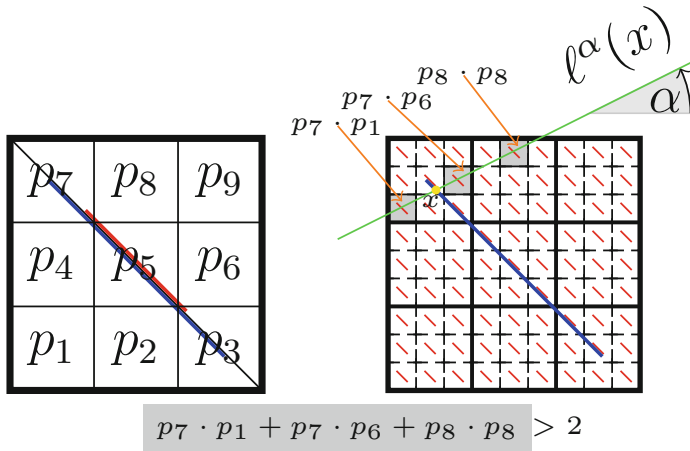 ℓ^α(x)
α
p₈ · p₈
p₇ · p₆
p₇ · p₁
x
p₇ p₈ p₉
p₄ p₅ p₆
p₁ p₂ p₃
p₇ · p₁ + p₇ · p₆ + p₈ · p₈ > 2